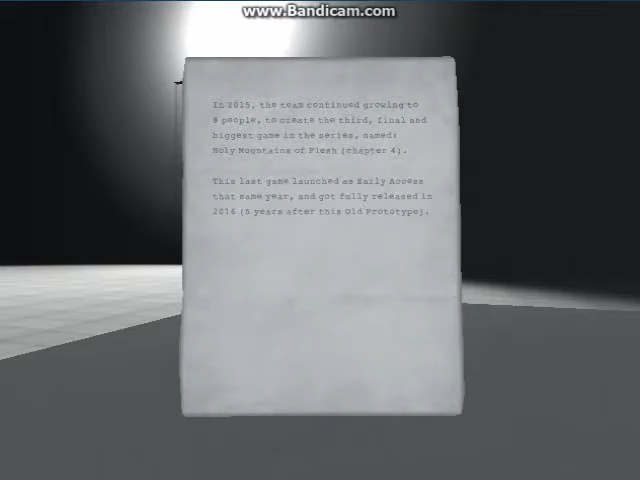 www.Bandicam.com
In 2015, the team continued growing to
8 people, to create the third, final and
biggest game in the series, named:
Holy Mountains of Flesh (chapter 4).
This last game launched as Early Access
that same year, and got fully released in
2016 (5 years after this Old Prototype).